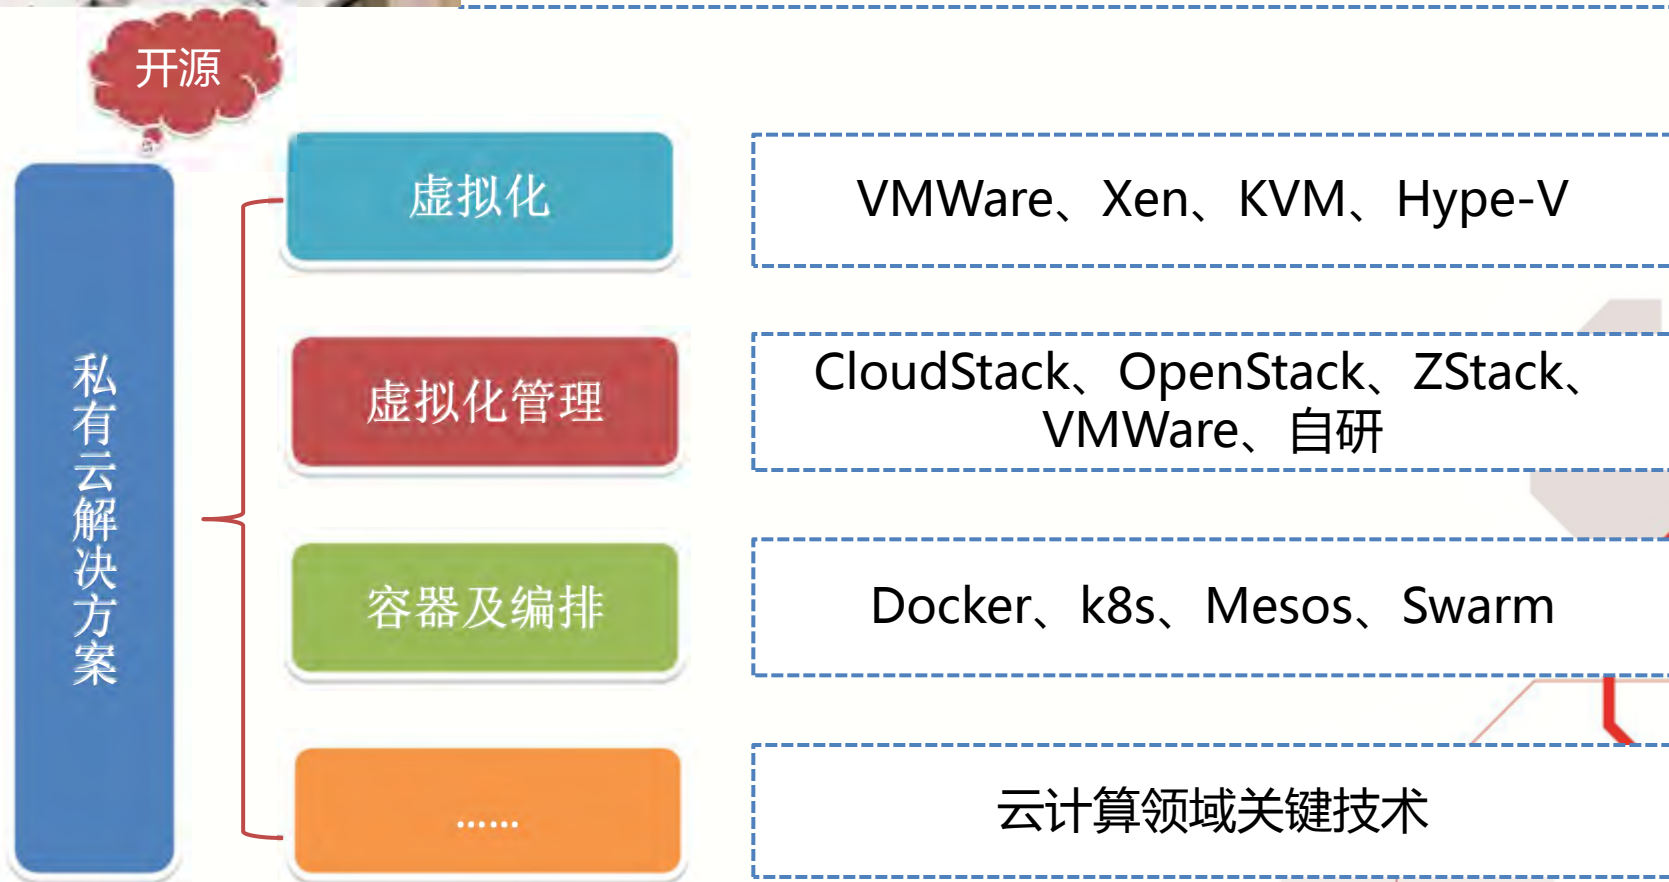 开源
私有云解决方案
虚拟化
VMWare、Xen、KVM、Hype-V
虚拟化管理
CloudStack、OpenStack、ZStack、
VMWare、自研
容器及编排
Docker、k8s、Mesos、Swarm
......
云计算领域关键技术